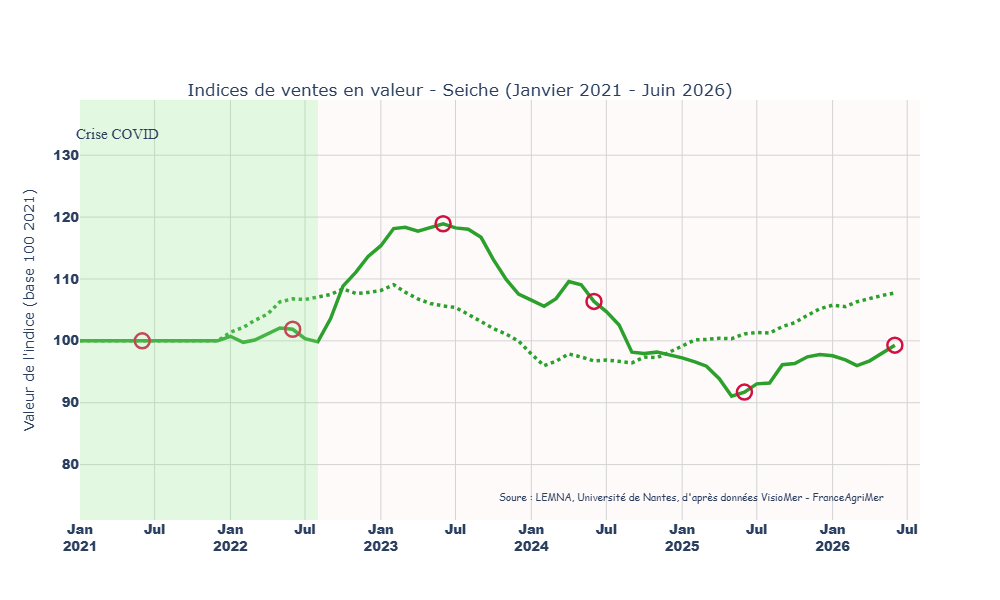 Indices de ventes en valeur - Seiche (Janvier 2021 - Juin 2026)
Crise COVID
Valeur de l'indice (base 100 2021)
130
120
110
100
90
80
Soure : LEMNA, Université de Nantes, d'après données VisioMer - FranceAgriMer
Jan Jul Jan Jul Jan Jul Jan Jul Jan Jul Jan Jul
2021 2022 2023 2024 2025 2026